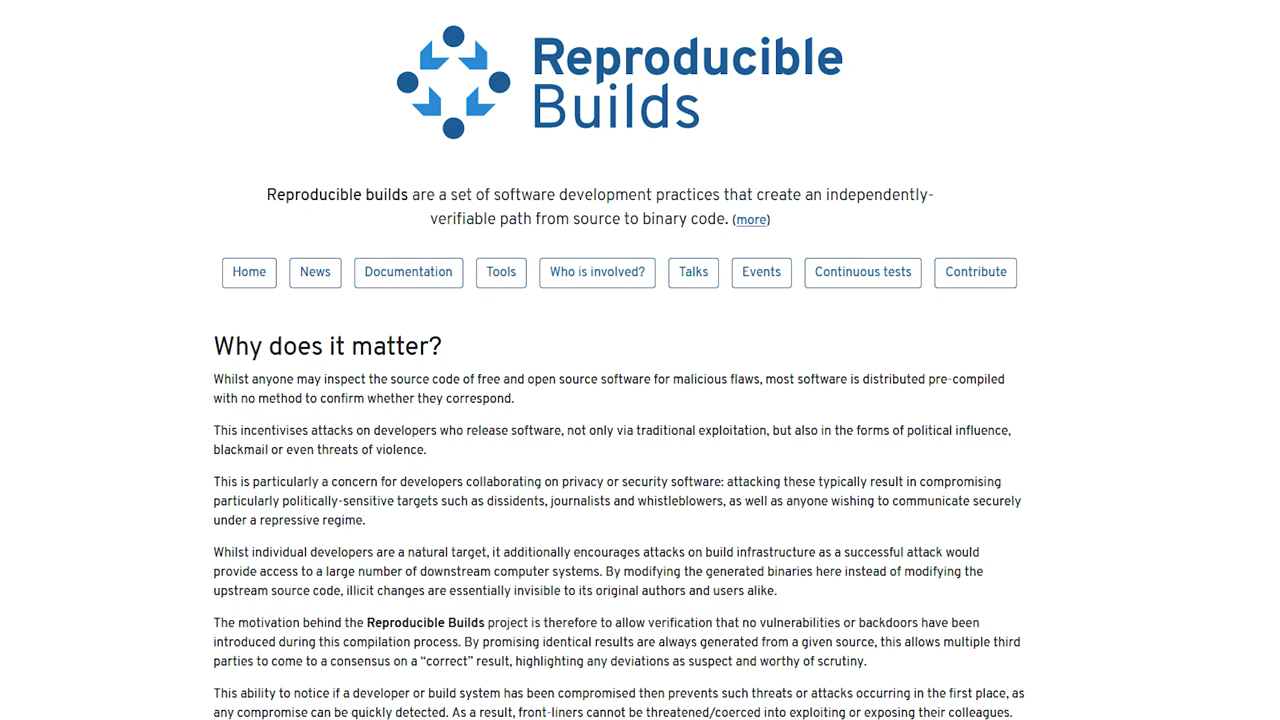 Reproducible
Builds
Reproducible builds are a set of software development practices that create an independently-
verifiable path from source to binary code. (more)
Home News Documentation Tools Who is involved? Talks Events Continuous tests Contribute
Why does it matter?
Whilst anyone may inspect the source code of free and open source software for malicious flaws, most software is distributed pre-compiled
with no method to confirm whether they correspond.
This incentivises attacks on developers who release software, not only via traditional exploitation, but also in the forms of political influence,
blackmail or even threats of violence.
This is particularly a concern for developers collaborating on privacy or security software: attacking these typically result in compromising
particularly politically-sensitive targets such as dissidents, journalists and whistleblowers, as well as anyone wishing to communicate securely
under a repressive regime.
Whilst individual developers are a natural target, it additionally encourages attacks on build infrastructure as a successful attack would
provide access to a large number of downstream computer systems. By modifying the generated binaries here instead of modifying the
upstream source code, illicit changes are essentially invisible to its original authors and users alike.
The motivation behind the Reproducible Builds project is therefore to allow verification that no vulnerabilities or backdoors have been
introduced during this compilation process. By promising identical results are always generated from a given source, this allows multiple third
parties to come to a consensus on a “correct” result, highlighting any deviations as suspect and worthy of scrutiny.
This ability to notice if a developer or build system has been compromised then prevents such threats or attacks occurring in the first place, as
any compromise can be quickly detected. As a result, front-liners cannot be threatened/coerced into exploiting or exposing their colleagues.